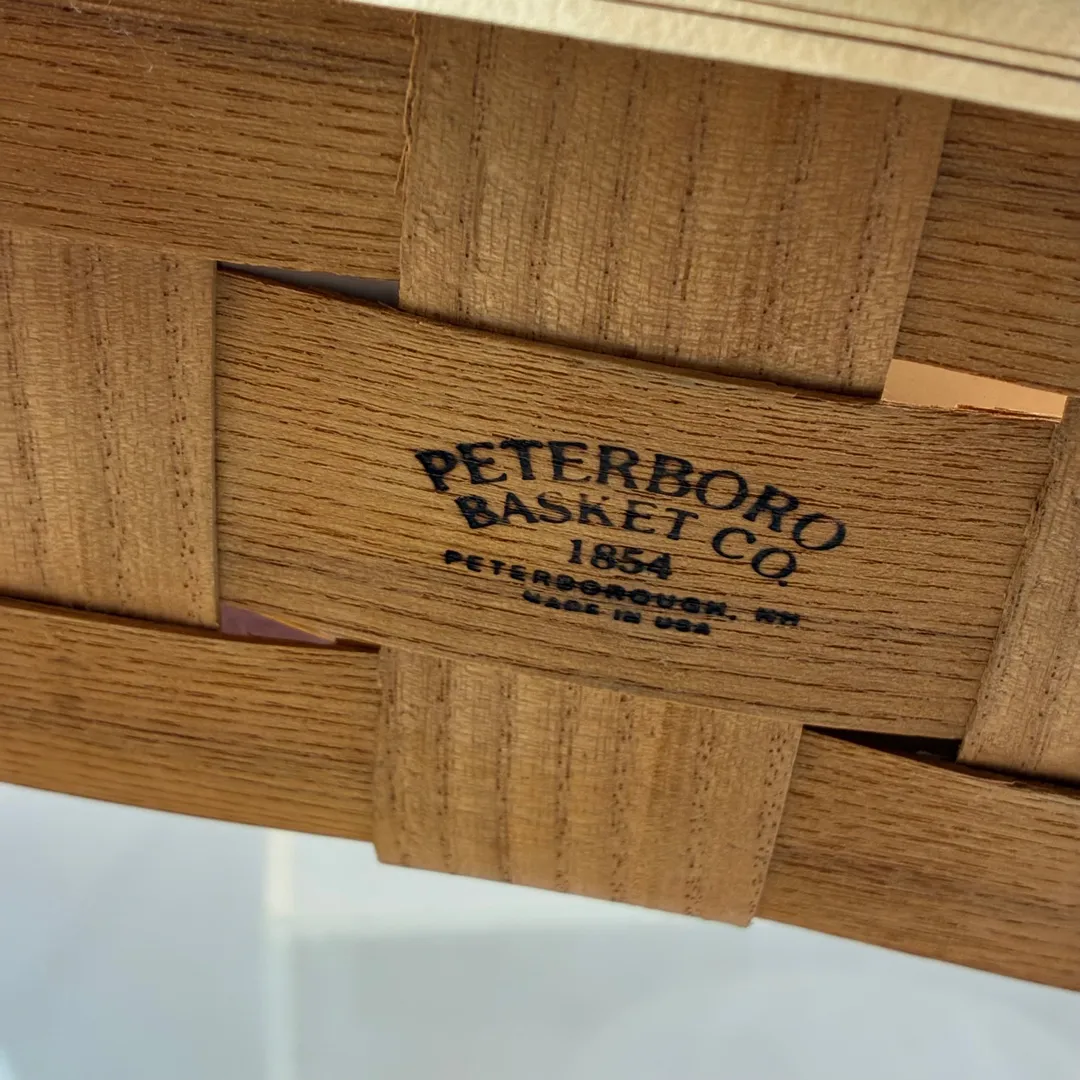 PETERBORO
BASKET CO.
1854
PETERBOROUGH, NH
MADE IN USA